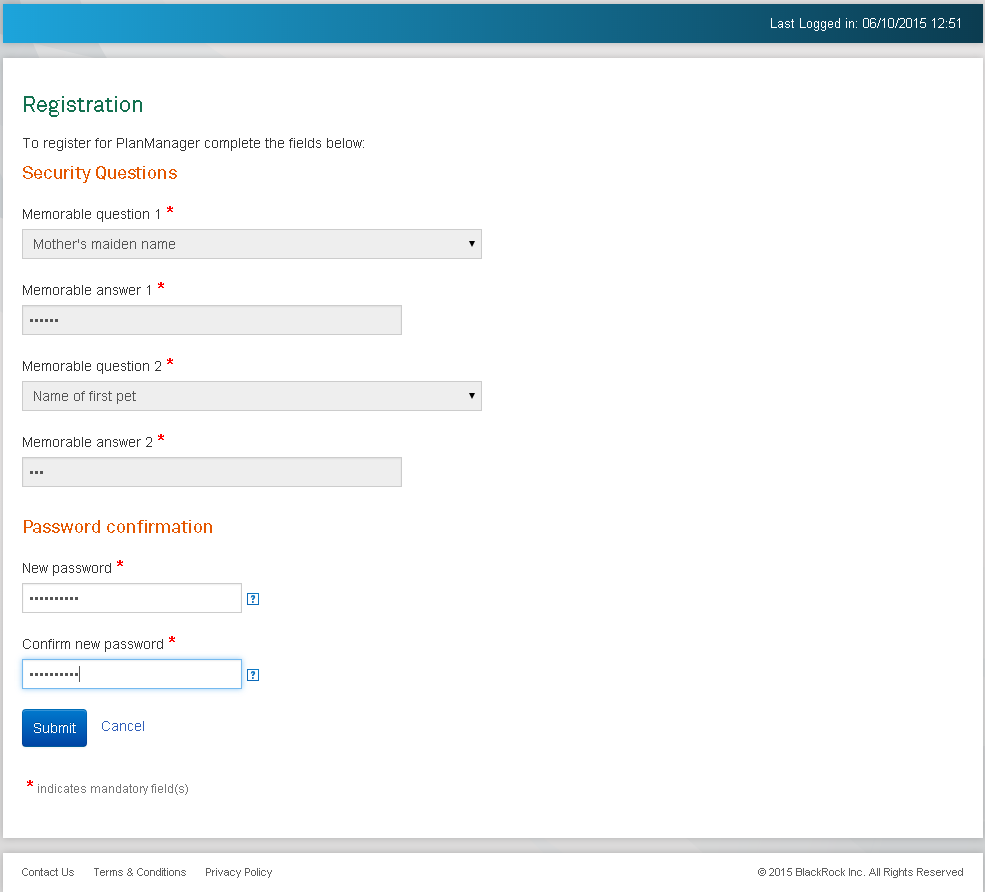 Last Logged in: 06/10/2015 12:51
Registration
To register for PlanManager complete the fields below:
Security Questions
Memorable question 1 *
Mother's maiden name
Memorable answer 1 *
••••••
Memorable question 2 *
Name of first pet
Memorable answer 2 *
•••
Password confirmation
New password *
•••••••••• ?
Confirm new password *
•••••••••• ?
Submit Cancel
* indicates mandatory field(s)
Contact Us Terms & Conditions Privacy Policy © 2015 BlackRock Inc. All Rights Reserved